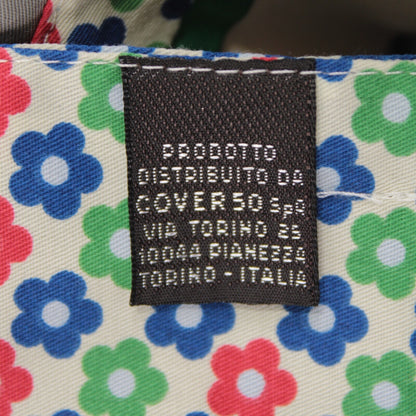 PRODOTTO
DISTRIBUITO DA
COVER 50 SpA
VIA TORINO 25
10044 PIANEZZA
TORINO - ITALIA